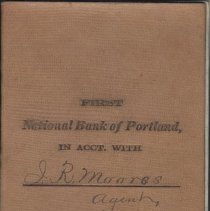 FIRST
National Bank of Portland,
IN ACCT. WITH
J. R. Moores
Agent,